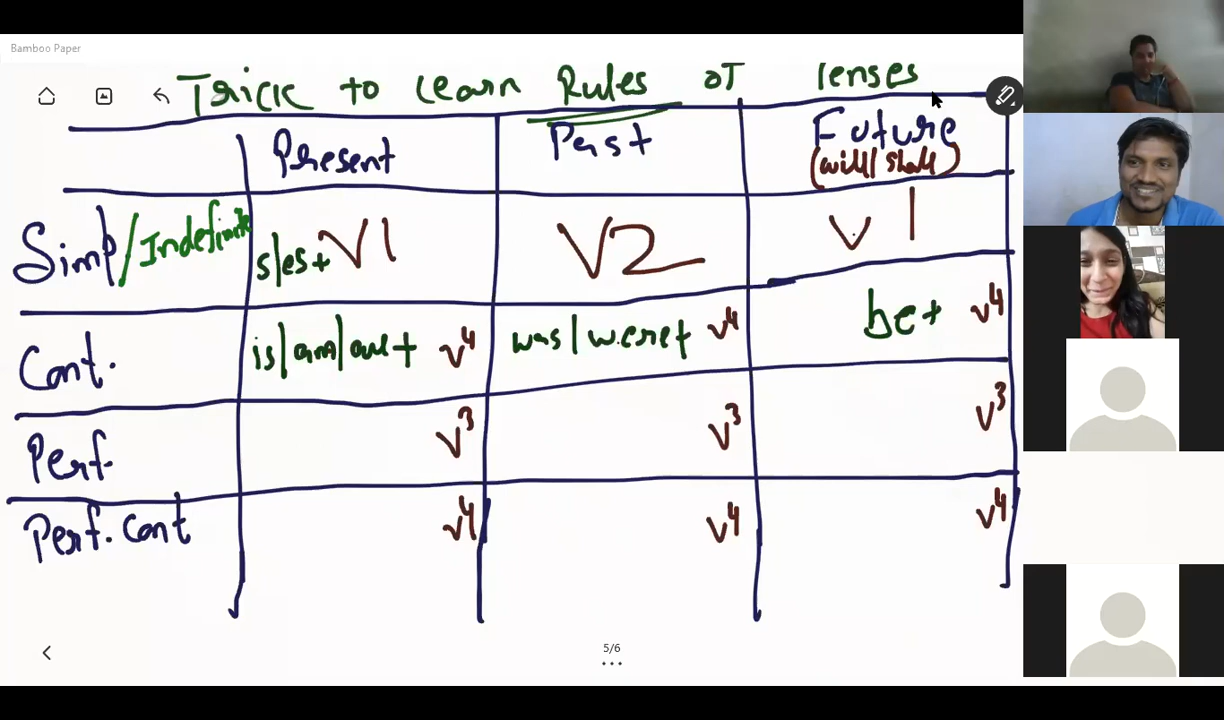 Bamboo Paper
Trick to learn Rules of Tenses
Present Past Future
(will/shall)
Simp/Indefinite s/es+V1 V2 V1
Cont. is/am/are+ V4 was/were+ V4 be+ V4
Perf. V3 V3 V3
Perf. Cont V4 V4 V4
5/6